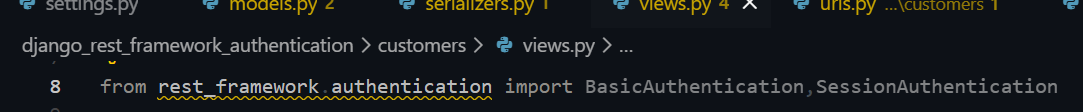 settings.py models.py 2 serializers.py 1 views.py 4 urls.py ...\customers 1
django_rest_framework_authentication > customers > views.py > ...
8 from rest_framework.authentication import BasicAuthentication,SessionAuthentication